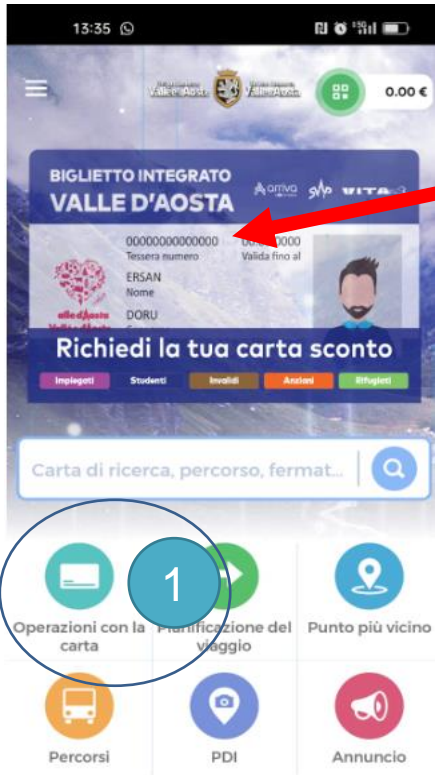 13:35
0.00 €
BIGLIETTO INTEGRATO
VALLE D'AOSTA
arriva
VITA
00000000000000
Tessera numero
Valida fino al
ERSAN
Nome
DORU
Richiedi la tua carta sconto
Impiegati
Studenti
Invalidi
Anziani
Rifugiati
Carta di ricerca, percorso, fermat...
1
Operazioni con la
carta
Pianificazione del
viaggio
Punto più vicino
Percorsi
PDI
Annuncio